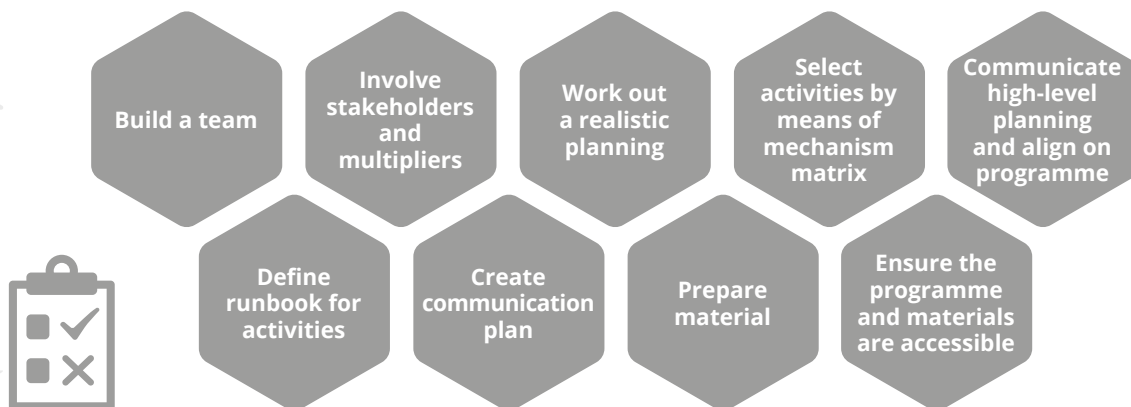 Build a team
Involve
stakeholders
and
multipliers
Work out
a realistic
planning
Select
activities by
means of
mechanism
matrix
Communicate
high-level
planning
and align on
programme
Define
runbook for
activities
Create
communication
plan
Prepare
material
Ensure the
programme
and materials
are accessible